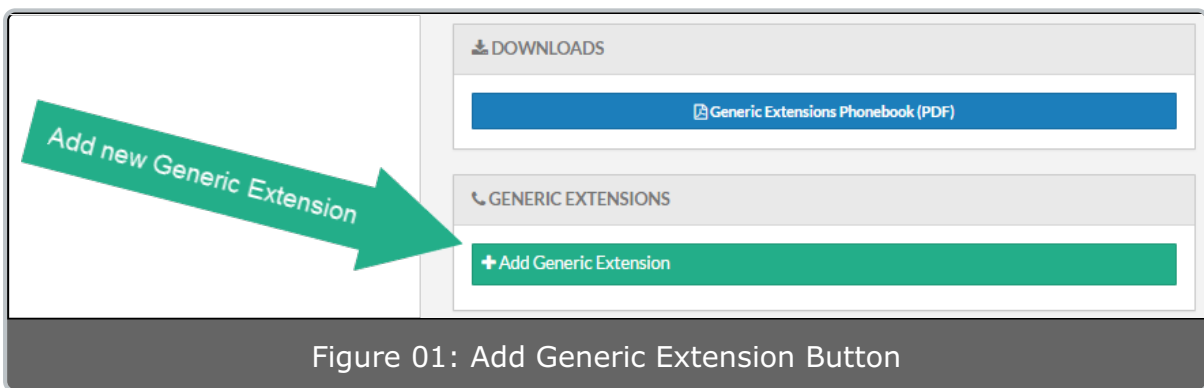 DOWNLOADS
Generic Extensions Phonebook (PDF)
Add new Generic Extension
GENERIC EXTENSIONS
Add Generic Extension
Figure 01: Add Generic Extension Button